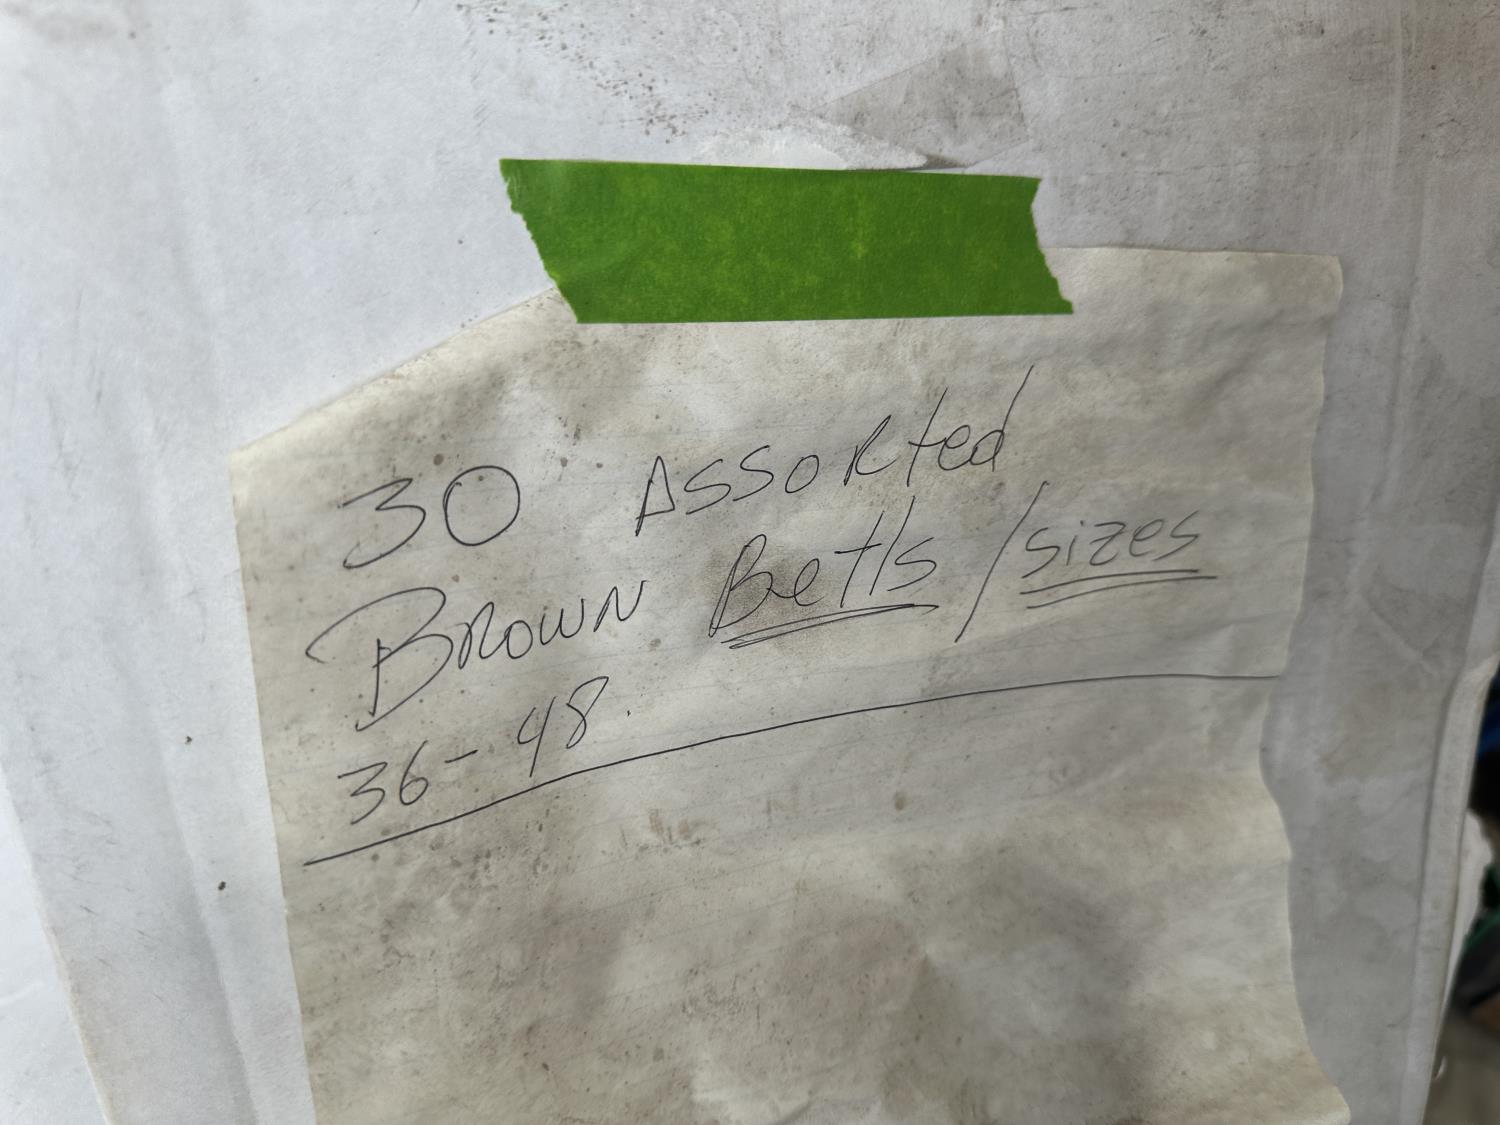 30 Assorted
Brown Betls / sizes
36-48.